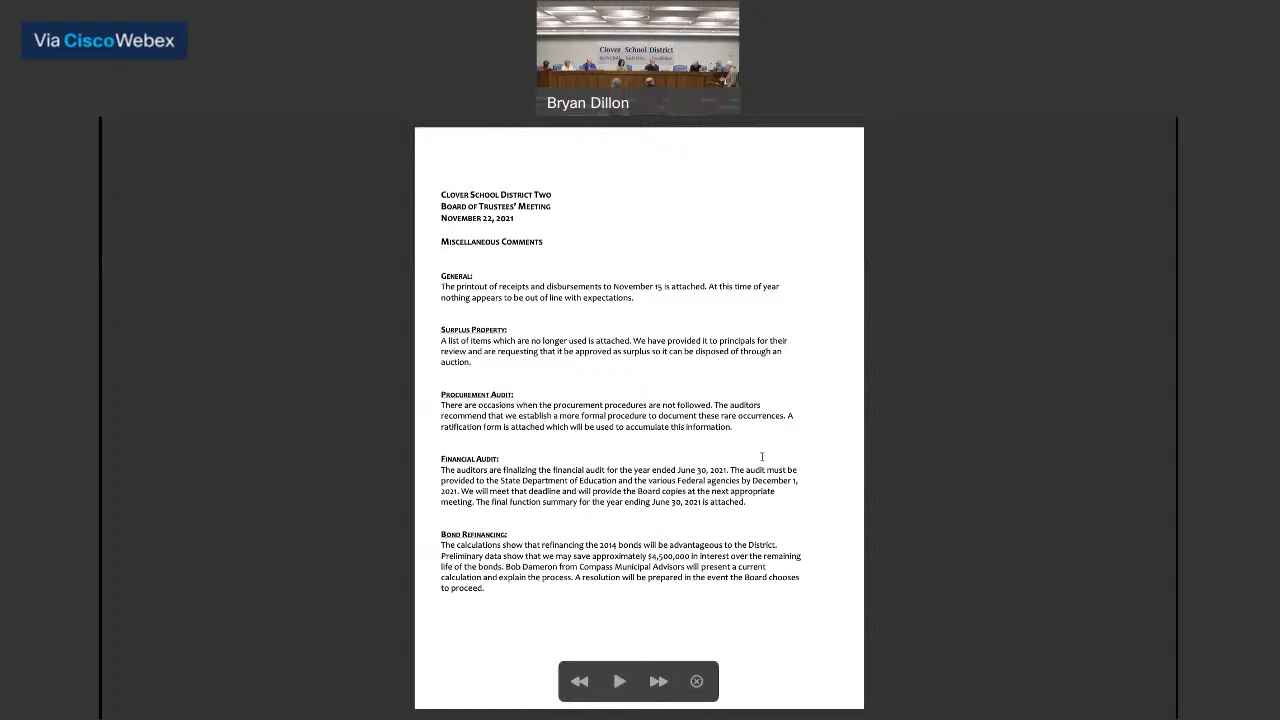 Via Cisco Webex
Clover School District
Bryan Dillon
CLOVER SCHOOL DISTRICT TWO
BOARD OF TRUSTEES' MEETING
NOVEMBER 22, 2021
MISCELLANEOUS COMMENTS
GENERAL:
The printout of receipts and disbursements to November 15 is attached. At this time of year
nothing appears to be out of line with expectations.
SURPLUS PROPERTY:
A list of items which are no longer used is attached. We have provided it to principals for their
review and are requesting that it be approved as surplus so it can be disposed of through an
auction.
PROCUREMENT AUDIT:
There are occasions when the procurement procedures are not followed. The auditors
recommend that we establish a more formal procedure to document these rare occurrences. A
ratification form is attached which will be used to accumulate this information.
FINANCIAL AUDIT:
The auditors are finalizing the financial audit for the year ended June 30, 2021. The audit must be
provided to the State Department of Education and the various Federal agencies by December 1,
2021. We will meet that deadline and will provide the Board copies at the next appropriate
meeting. The final function summary for the year ending June 30, 2021 is attached.
BOND REFINANCING:
The calculations show that refinancing the 2014 bonds will be advantageous to the District.
Preliminary data show that we may save approximately $4,500,000 in interest over the remaining
life of the bonds. Bob Dameron from Compass Municipal Advisors will present a current
calculation and explain the process. A resolution will be prepared in the event the Board chooses
to proceed.